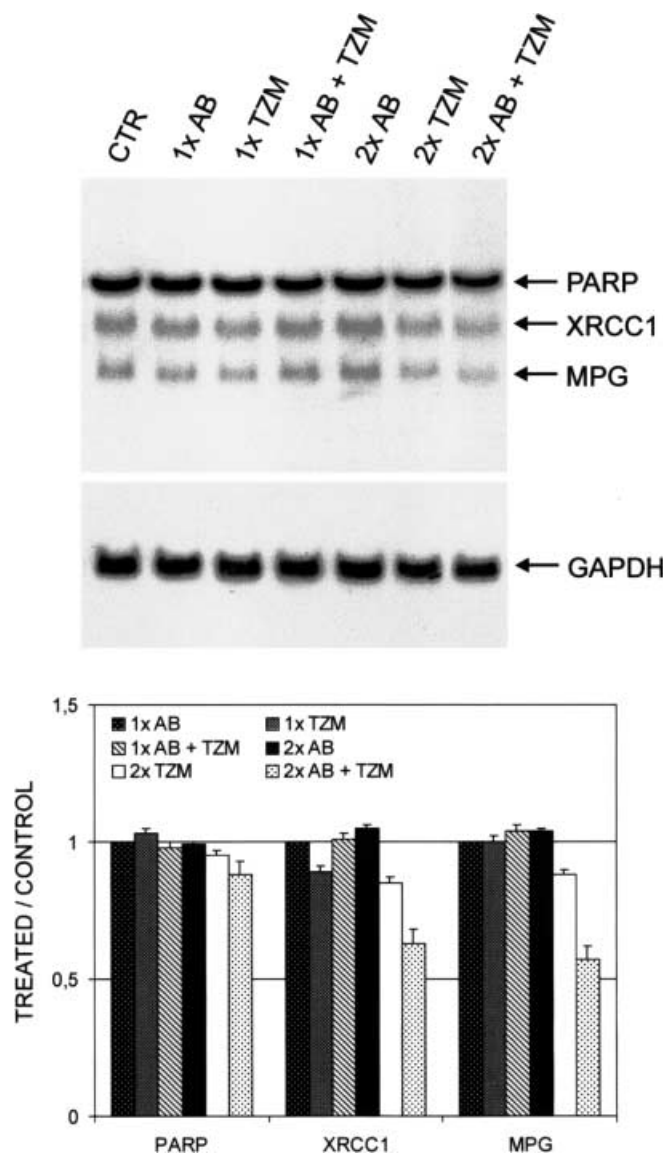 CTR 1x AB 1x TZM 1x AB + TZM 2x AB 2x TZM 2x AB + TZM
PARP
XRCC1
MPG
GAPDH
1,5
1x AB 1x TZM
1x AB + TZM 2x AB
2x TZM 2x AB + TZM
1
0,5
0
TREATED / CONTROL
PARP XRCC1 MPG